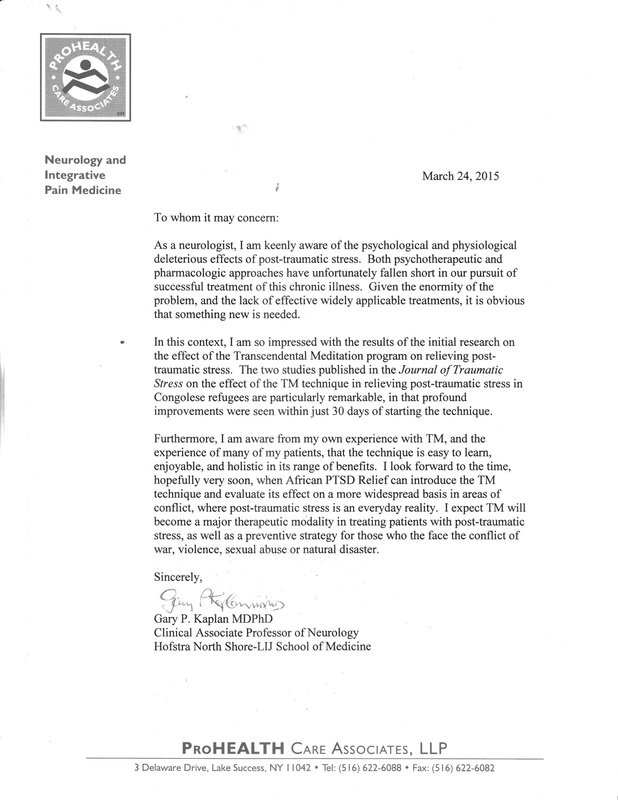 PROHEALTH
CARE ASSOCIATES
SM
Neurology and
Integrative
Pain Medicine
March 24, 2015
To whom it may concern:
As a neurologist, I am keenly aware of the psychological and physiological
deleterious effects of post-traumatic stress.  Both psychotherapeutic and
pharmacologic approaches have unfortunately fallen short in our pursuit of
successful treatment of this chronic illness.  Given the enormity of the
problem, and the lack of effective widely applicable treatments, it is obvious
that something new is needed.
In this context, I am so impressed with the results of the initial research on
the effect of the Transcendental Meditation program on relieving post-
traumatic stress.  The two studies published in the Journal of Traumatic
Stress on the effect of the TM technique in relieving post-traumatic stress in
Congolese refugees are particularly remarkable, in that profound
improvements were seen within just 30 days of starting the technique.
Furthermore, I am aware from my own experience with TM, and the
experience of many of my patients, that the technique is easy to learn,
enjoyable, and holistic in its range of benefits.  I look forward to the time,
hopefully very soon, when African PTSD Relief can introduce the TM
technique and evaluate its effect on a more widespread basis in areas of
conflict, where post-traumatic stress is an everyday reality.  I expect TM will
become a major therapeutic modality in treating patients with post-traumatic
stress, as well as a preventive strategy for those who the face the conflict of
war, violence, sexual abuse or natural disaster.
Sincerely,
Gary P. Kaplan MDPhD
Clinical Associate Professor of Neurology
Hofstra North Shore-LIJ School of Medicine
PROHEALTH CARE ASSOCIATES, LLP
3 Delaware Drive, Lake Success, NY 11042 • Tel: (516) 622-6088 • Fax: (516) 622-6082